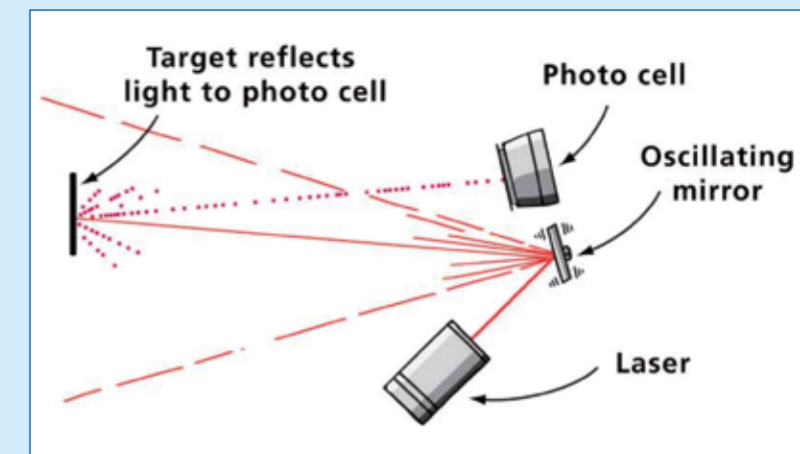 Target reflects
light to photo cell
Photo cell
Oscillating
mirror
Laser